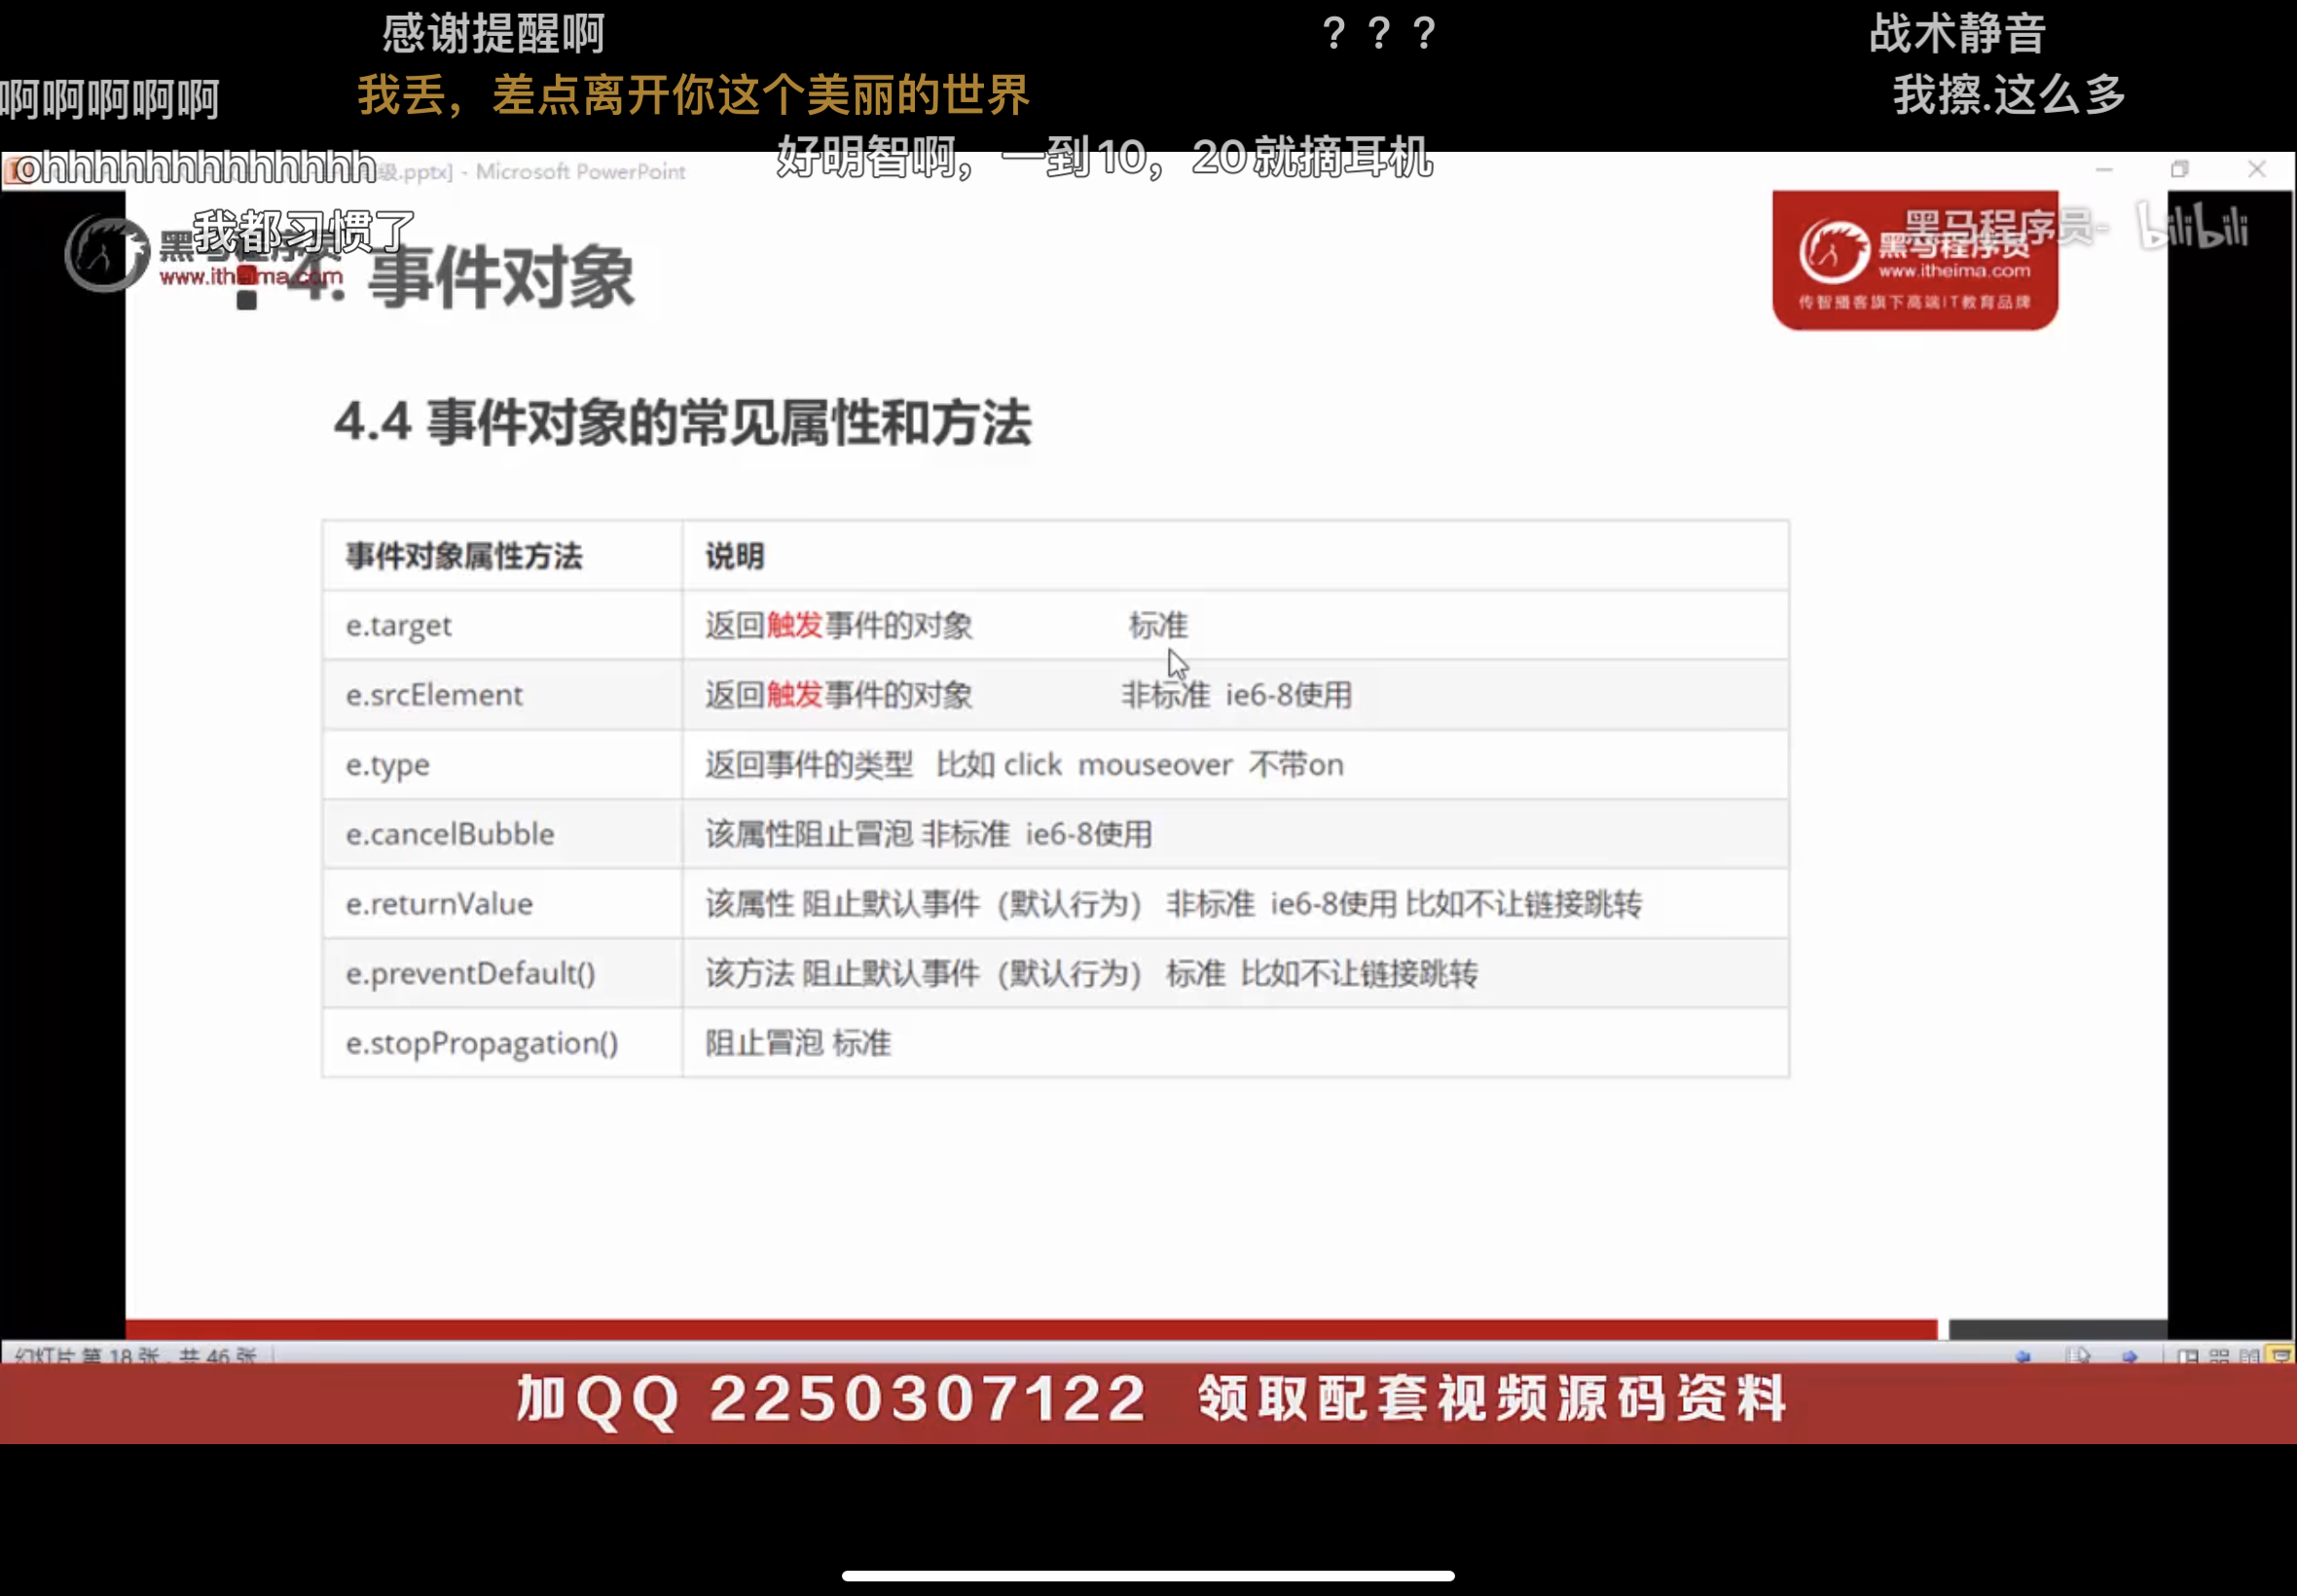 感谢提醒啊
？？？
战术静音
啊啊啊啊啊
我丢，差点离开你这个美丽的世界
我擦.这么多
好明智啊，一到10，20就摘耳机
ohhhhhhhhhhhhh
级.pptx] - Microsoft PowerPoint
我都习惯了
www.itheima.com
4. 事件对象
黑马程序员-
bilibili
黑马程序员
www.itheima.com
传智播客旗下高端IT教育品牌
4.4 事件对象的常见属性和方法
事件对象属性方法 说明
e.target 返回触发事件的对象 标准
e.srcElement 返回触发事件的对象 非标准 ie6-8使用
e.type 返回事件的类型 比如 click mouseover 不带on
e.cancelBubble 该属性阻止冒泡 非标准 ie6-8使用
e.returnValue 该属性 阻止默认事件（默认行为） 非标准 ie6-8使用 比如不让链接跳转
e.preventDefault() 该方法 阻止默认事件（默认行为） 标准 比如不让链接跳转
e.stopPropagation() 阻止冒泡 标准
幻灯片 第 18 张，共 46 张
加QQ 2250307122 领取配套视频源码资料